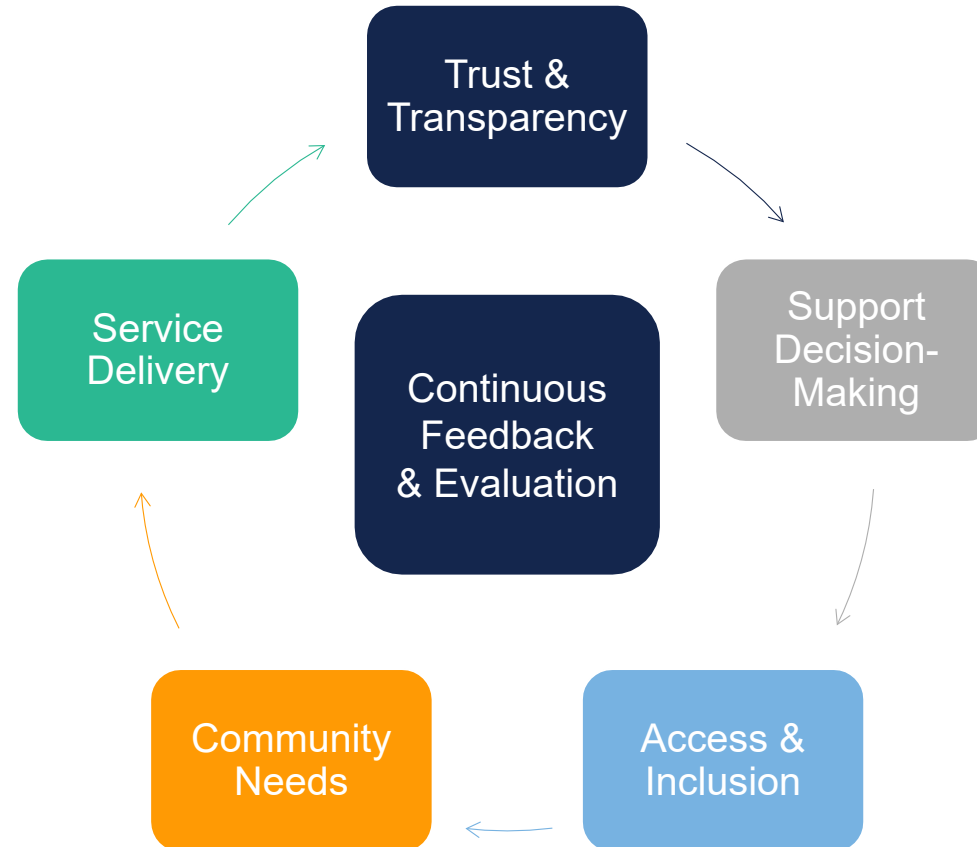 Trust &
Transparency
Support
Decision-
Making
Access &
Inclusion
Community
Needs
Service
Delivery
Continuous
Feedback
& Evaluation